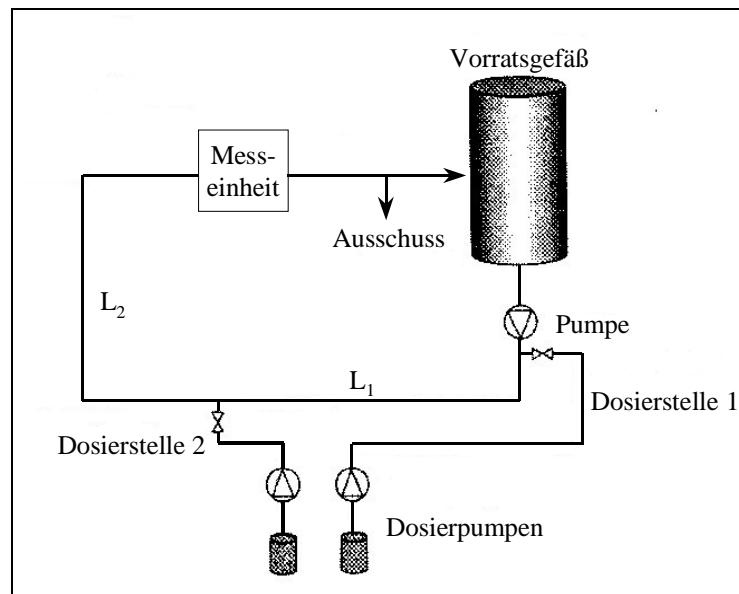 Vorratsgefäß
Mess-
einheit
Ausschuss
L₂
Pumpe
L₁
Dosierstelle 1
Dosierstelle 2
Dosierpumpen